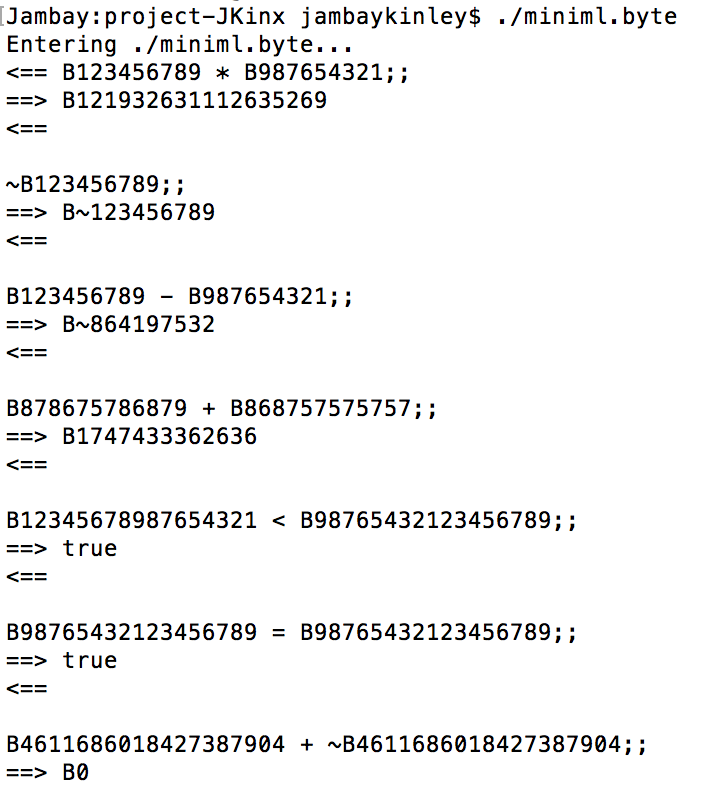 [Jambay:project-JKinx jambaykinley$ ./miniml.byte
Entering ./miniml.byte...
<== B123456789 * B987654321;;
==> B121932631112635269
<==
~B123456789;;
==> B~123456789
<==
B123456789 - B987654321;;
==> B~864197532
<==
B878675786879 + B868757575757;;
==> B1747433362636
<==
B12345678987654321 < B98765432123456789;;
==> true
<==
B98765432123456789 = B98765432123456789;;
==> true
<==
B4611686018427387904 + ~B4611686018427387904;;
==> B0